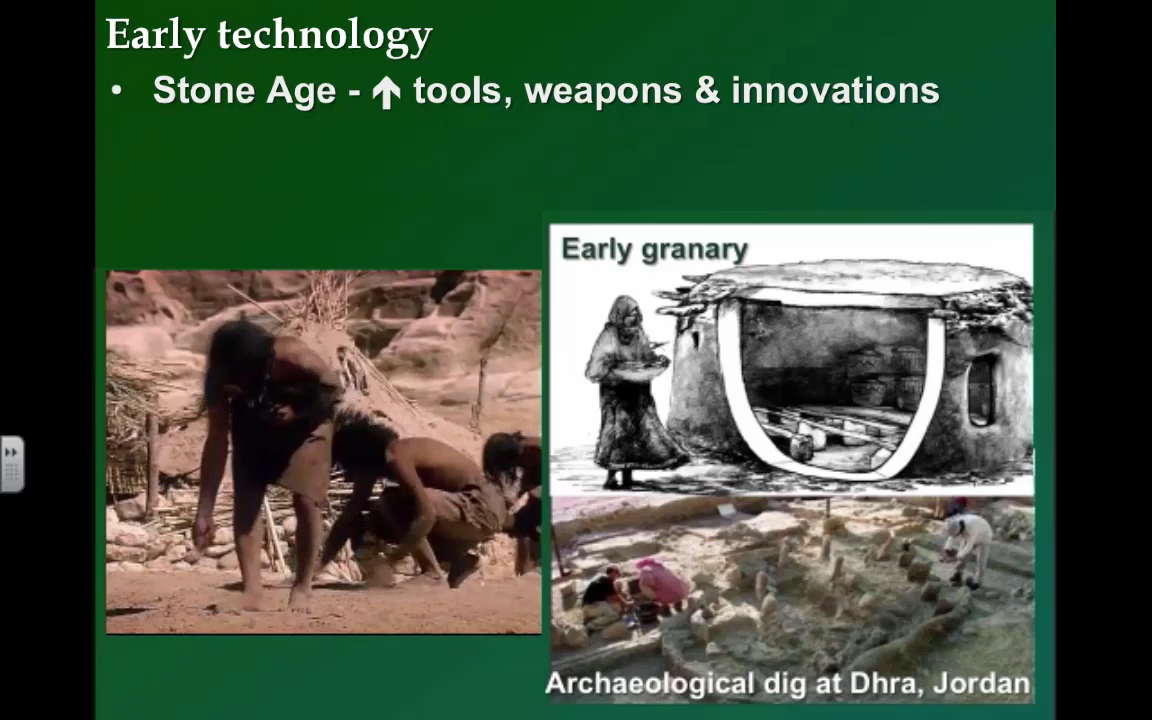 Early technology
• Stone Age - ⬆ tools, weapons & innovations
Early granary
Archaeological dig at Dhra, Jordan